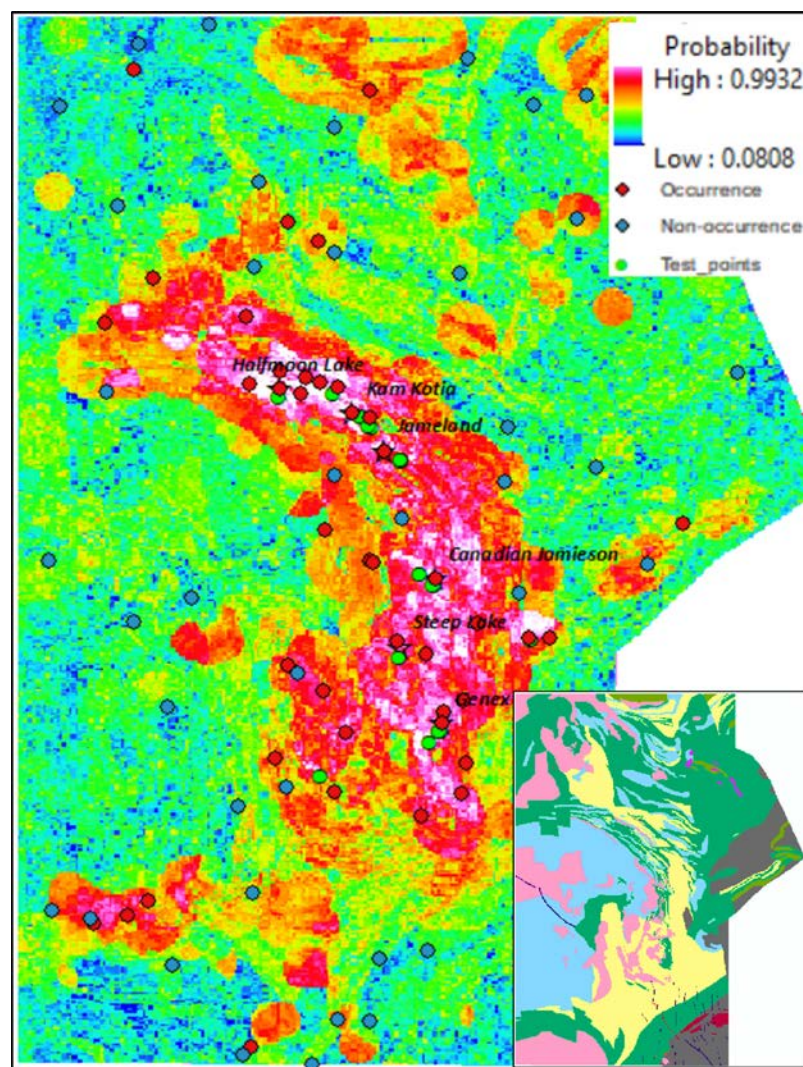 Probability
High : 0.9932
Low : 0.0808
Occurrence
Non-occurrence
Test_points
Halfmoon Lake
Kam Kotia
Jameland
Canadian Jamieson
Steep Lake
Genex